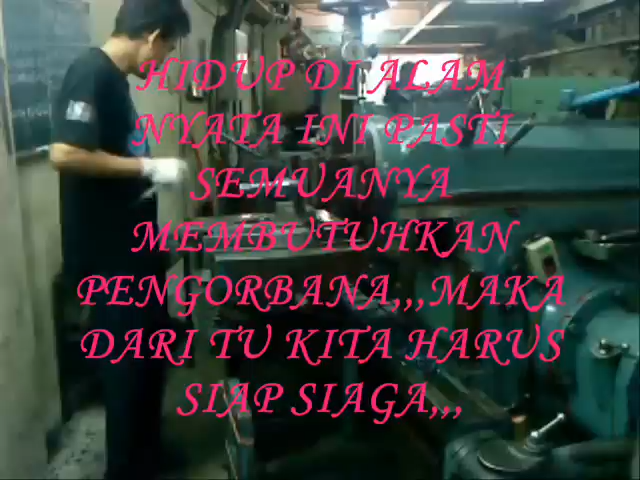 HIDUP DI ALAM
NYATA INI PASTI
SEMUANYA
MEMBUTUHKAN
PENGORBANA,,,MAKA
DARI TU KITA HARUS
SIAP SIAGA,,,